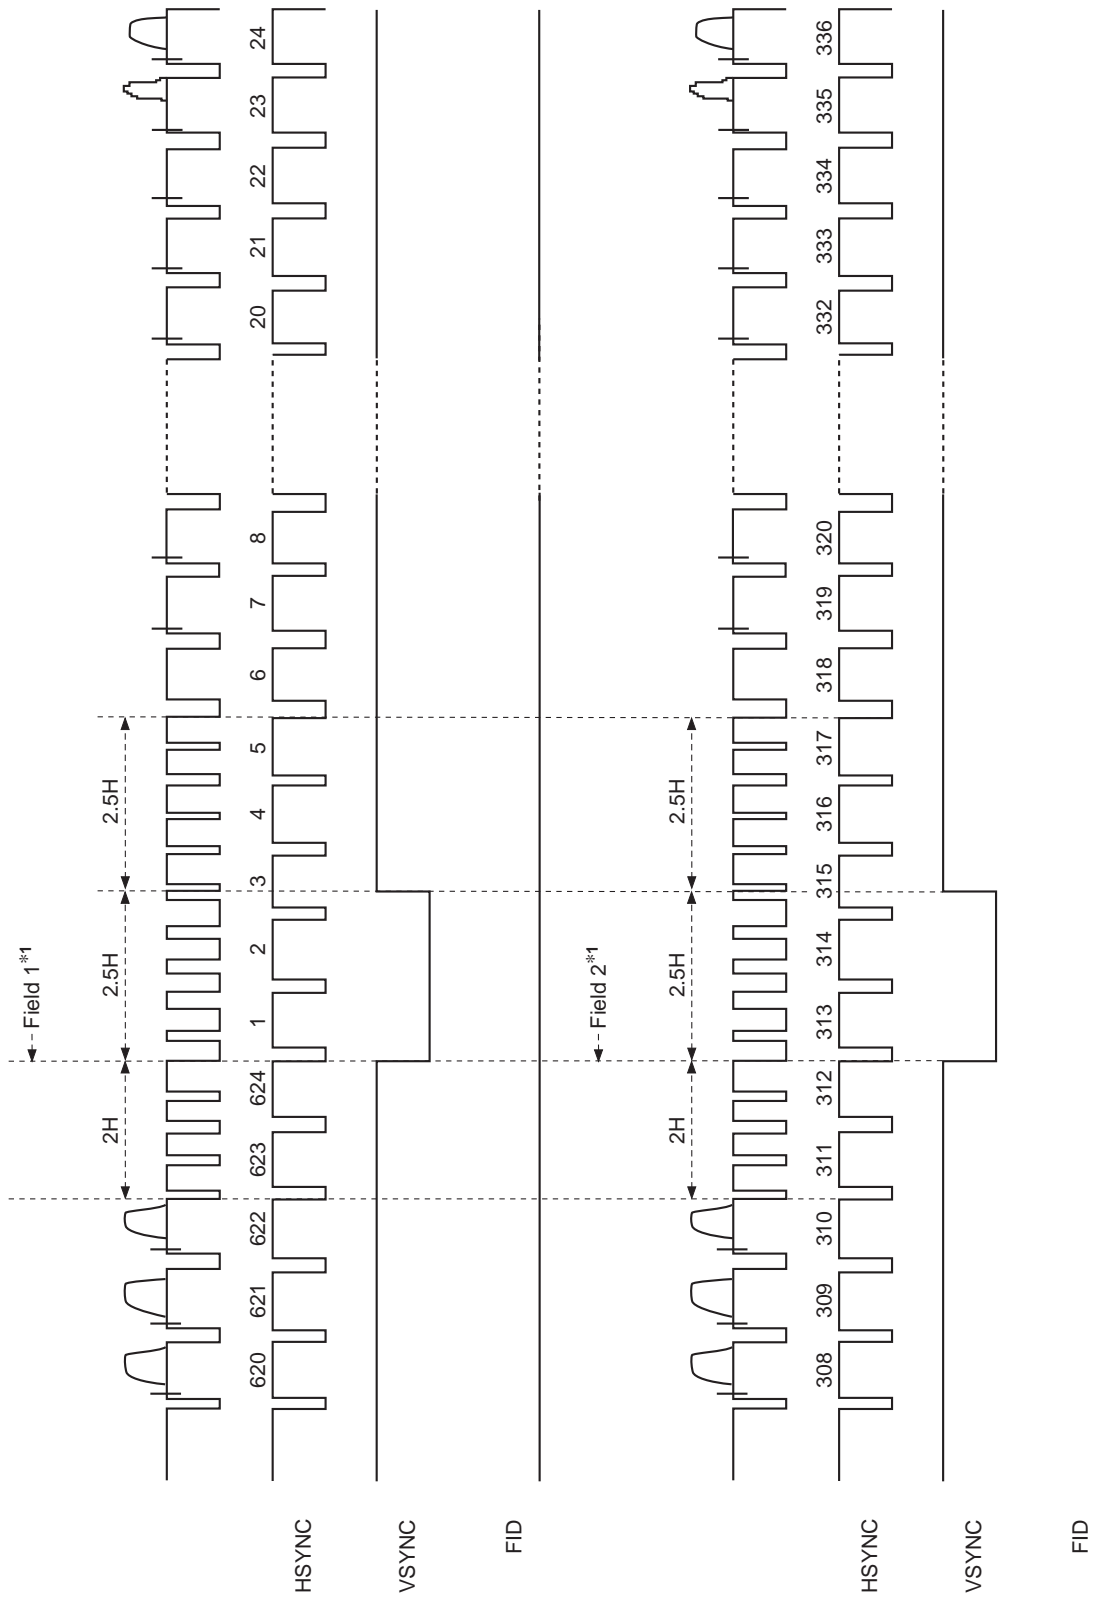 Field 1*1
2H
2.5H
2.5H
620 621 622 623 624 1 2 3 4 5 6 7 8 20 21 22 23 24
HSYNC
VSYNC
FID
Field 2*1
2H
2.5H
2.5H
308 309 310 311 312 313 314 315 316 317 318 319 320 332 333 334 335 336
HSYNC
VSYNC
FID